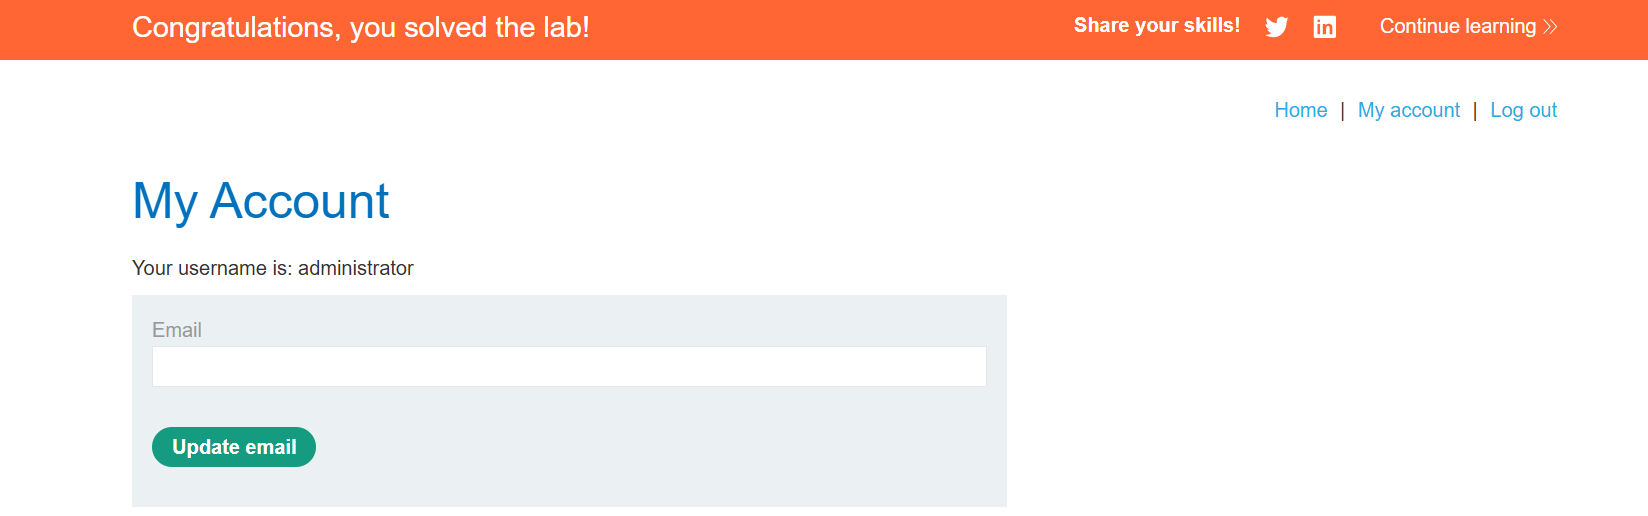 Congratulations, you solved the lab!
Share your skills!
Continue learning
Home | My account | Log out
My Account
Your username is: administrator
Email
Update email